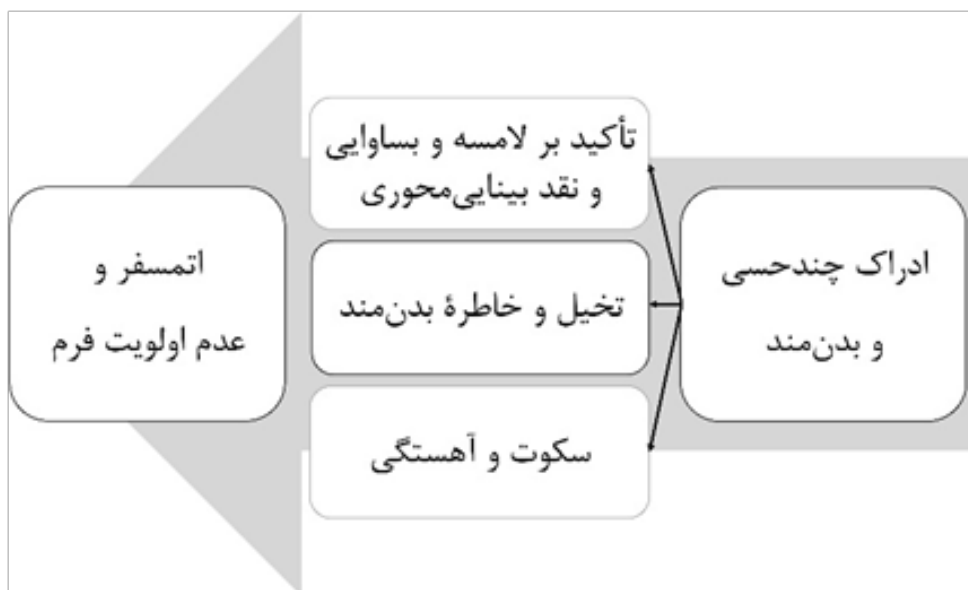 ادراک چندحسی
و بدن‌مند
تأکید بر لامسه و بساوایی
و نقد بینایی‌محوری
تخیل و خاطرهٔ بدن‌مند
سکوت و آهستگی
اتمسفر و
عدم اولویت فرم